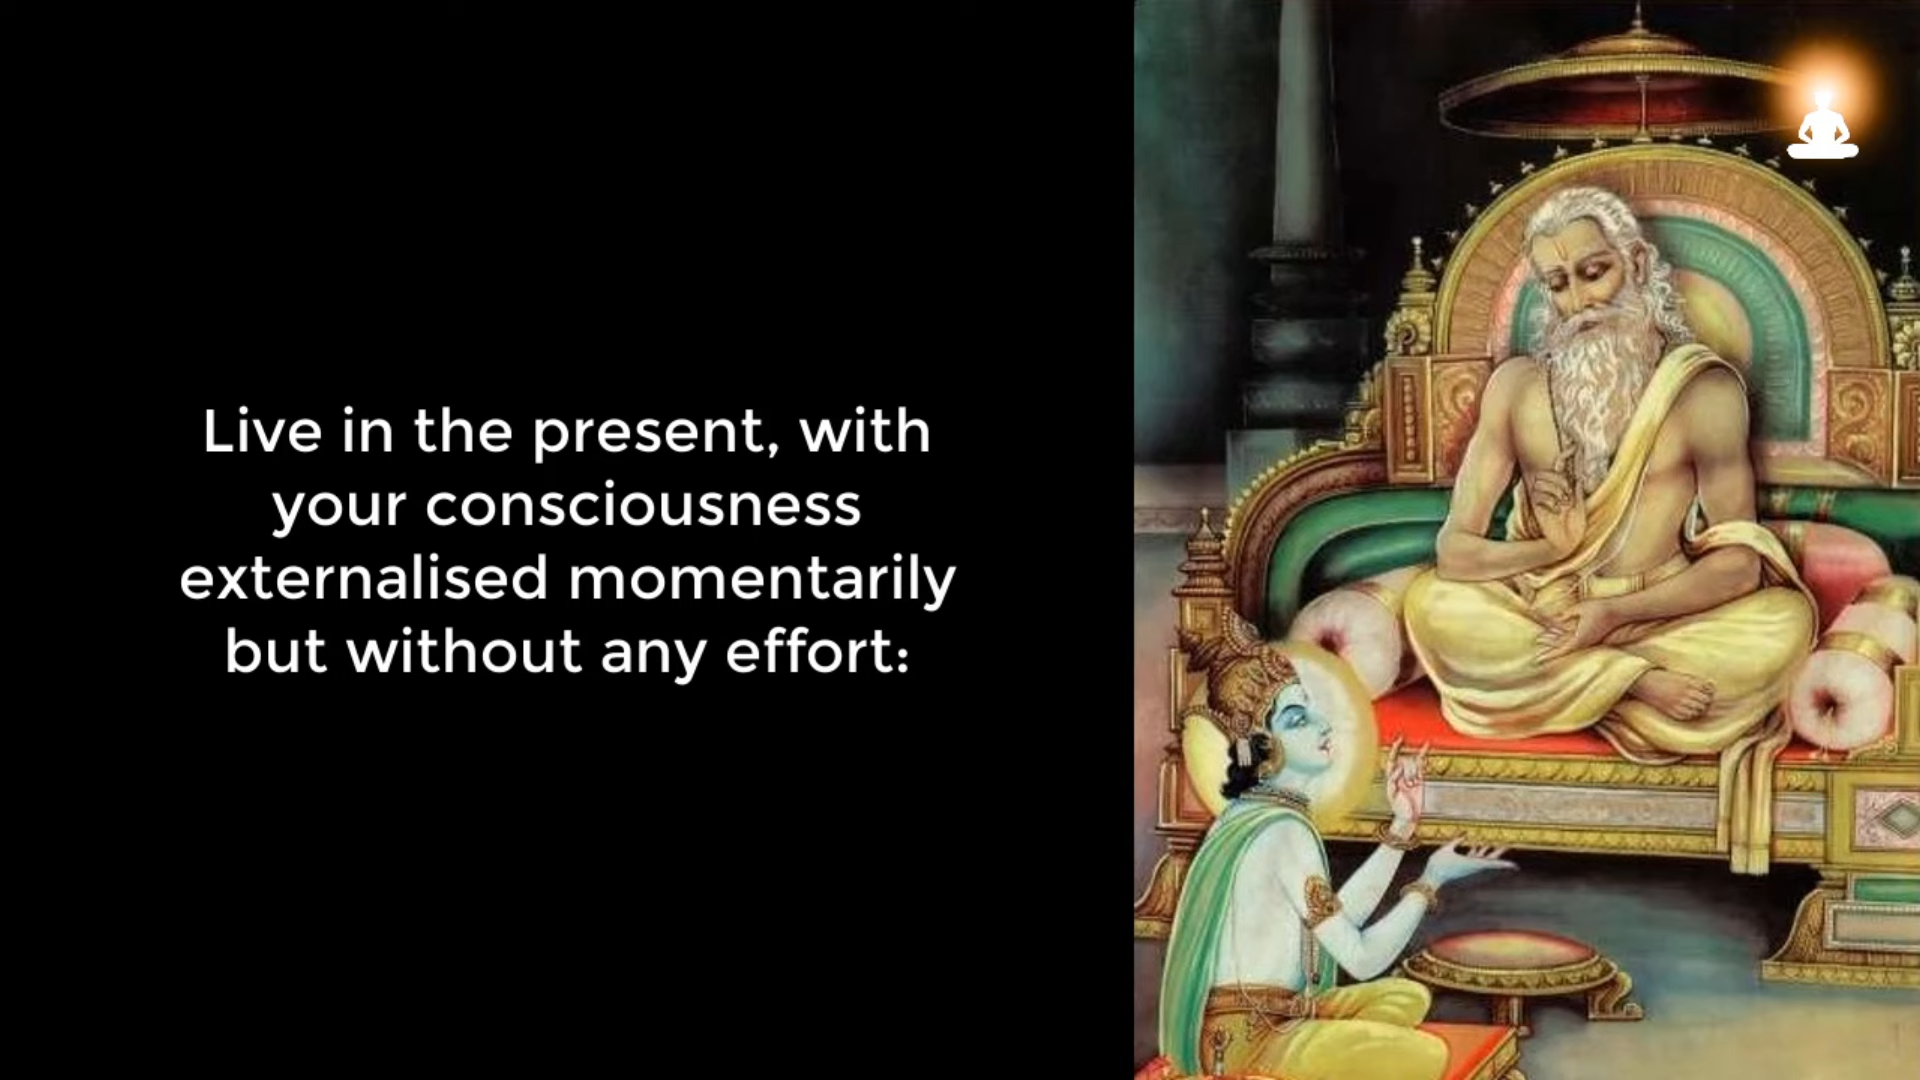 Live in the present, with
your consciousness
externalised momentarily
but without any effort: